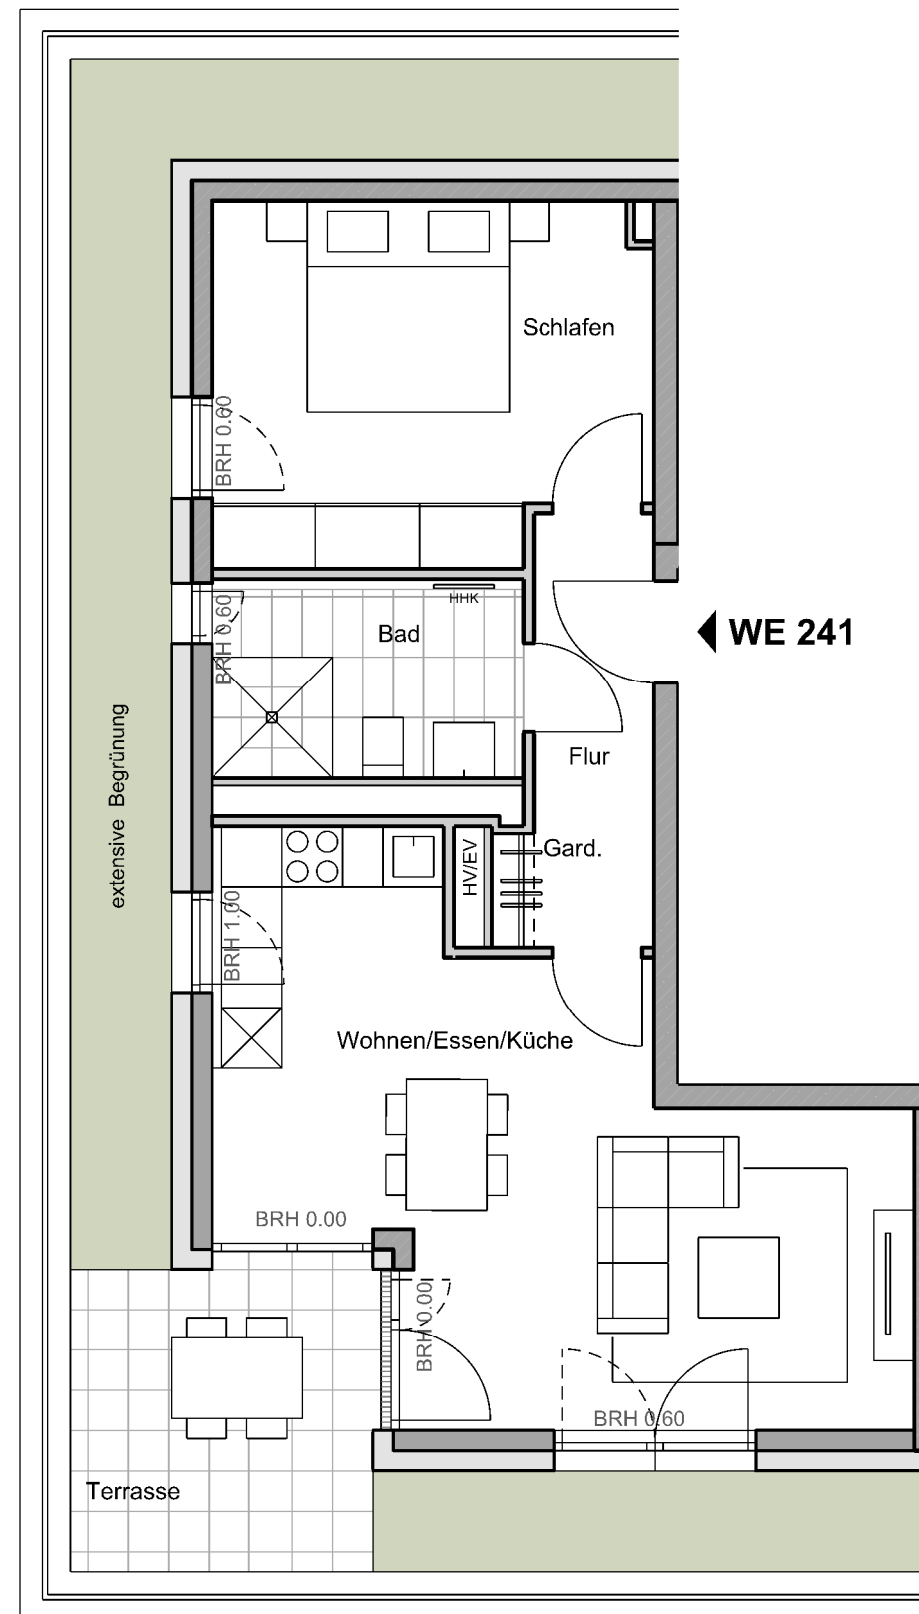 Schlafen
BRH 0.60
HHK
Bad
BRH 0.60
WE 241
Flur
extensive Begrünung
Gard.
HV/EV
BRH 1.00
Wohnen/Essen/Küche
BRH 0.00
BRH 0.00
BRH 0.60
Terrasse